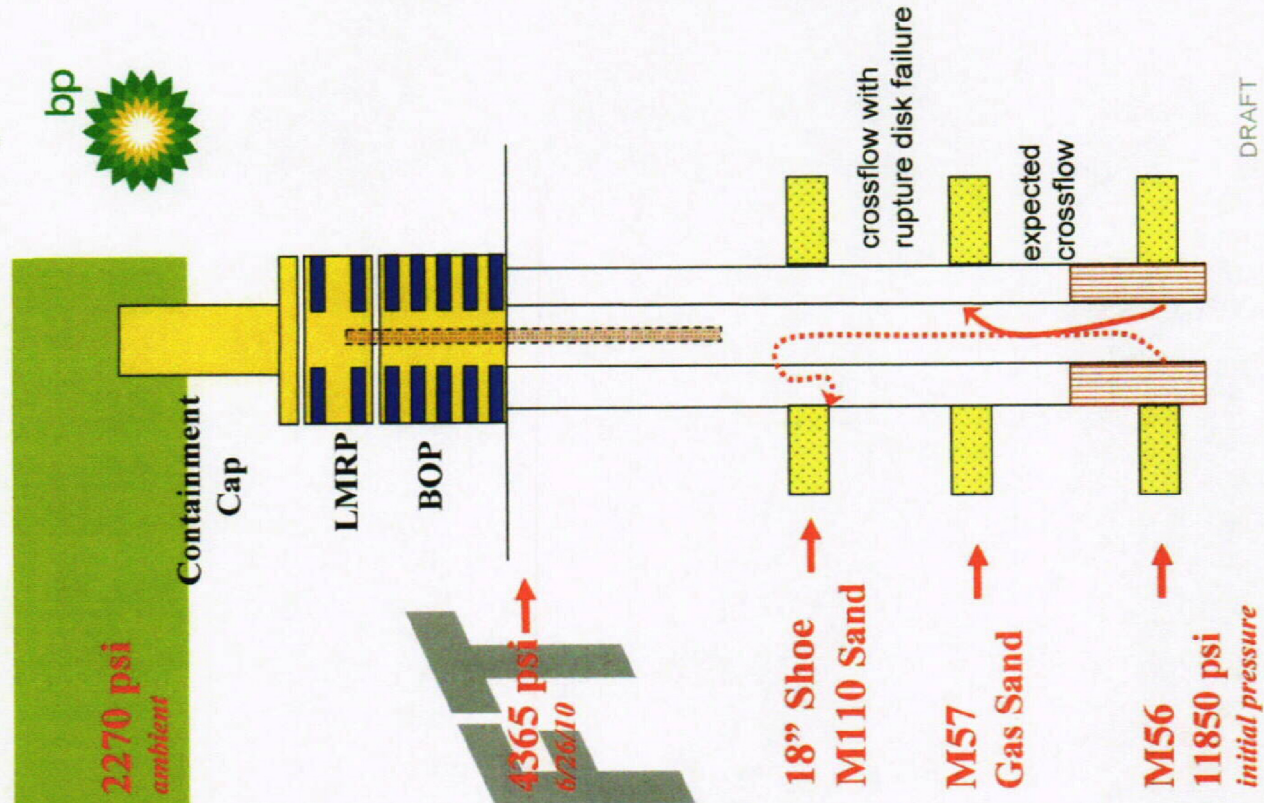 bp
2270 psi
ambient
Containment
Cap
LMRP
BOP
4365 psi
6/26/10
18” Shoe
M110 Sand
crossflow with
rupture disk failure
M57
Gas Sand
expected
crossflow
M56
11850 psi
initial pressure
DRAFT